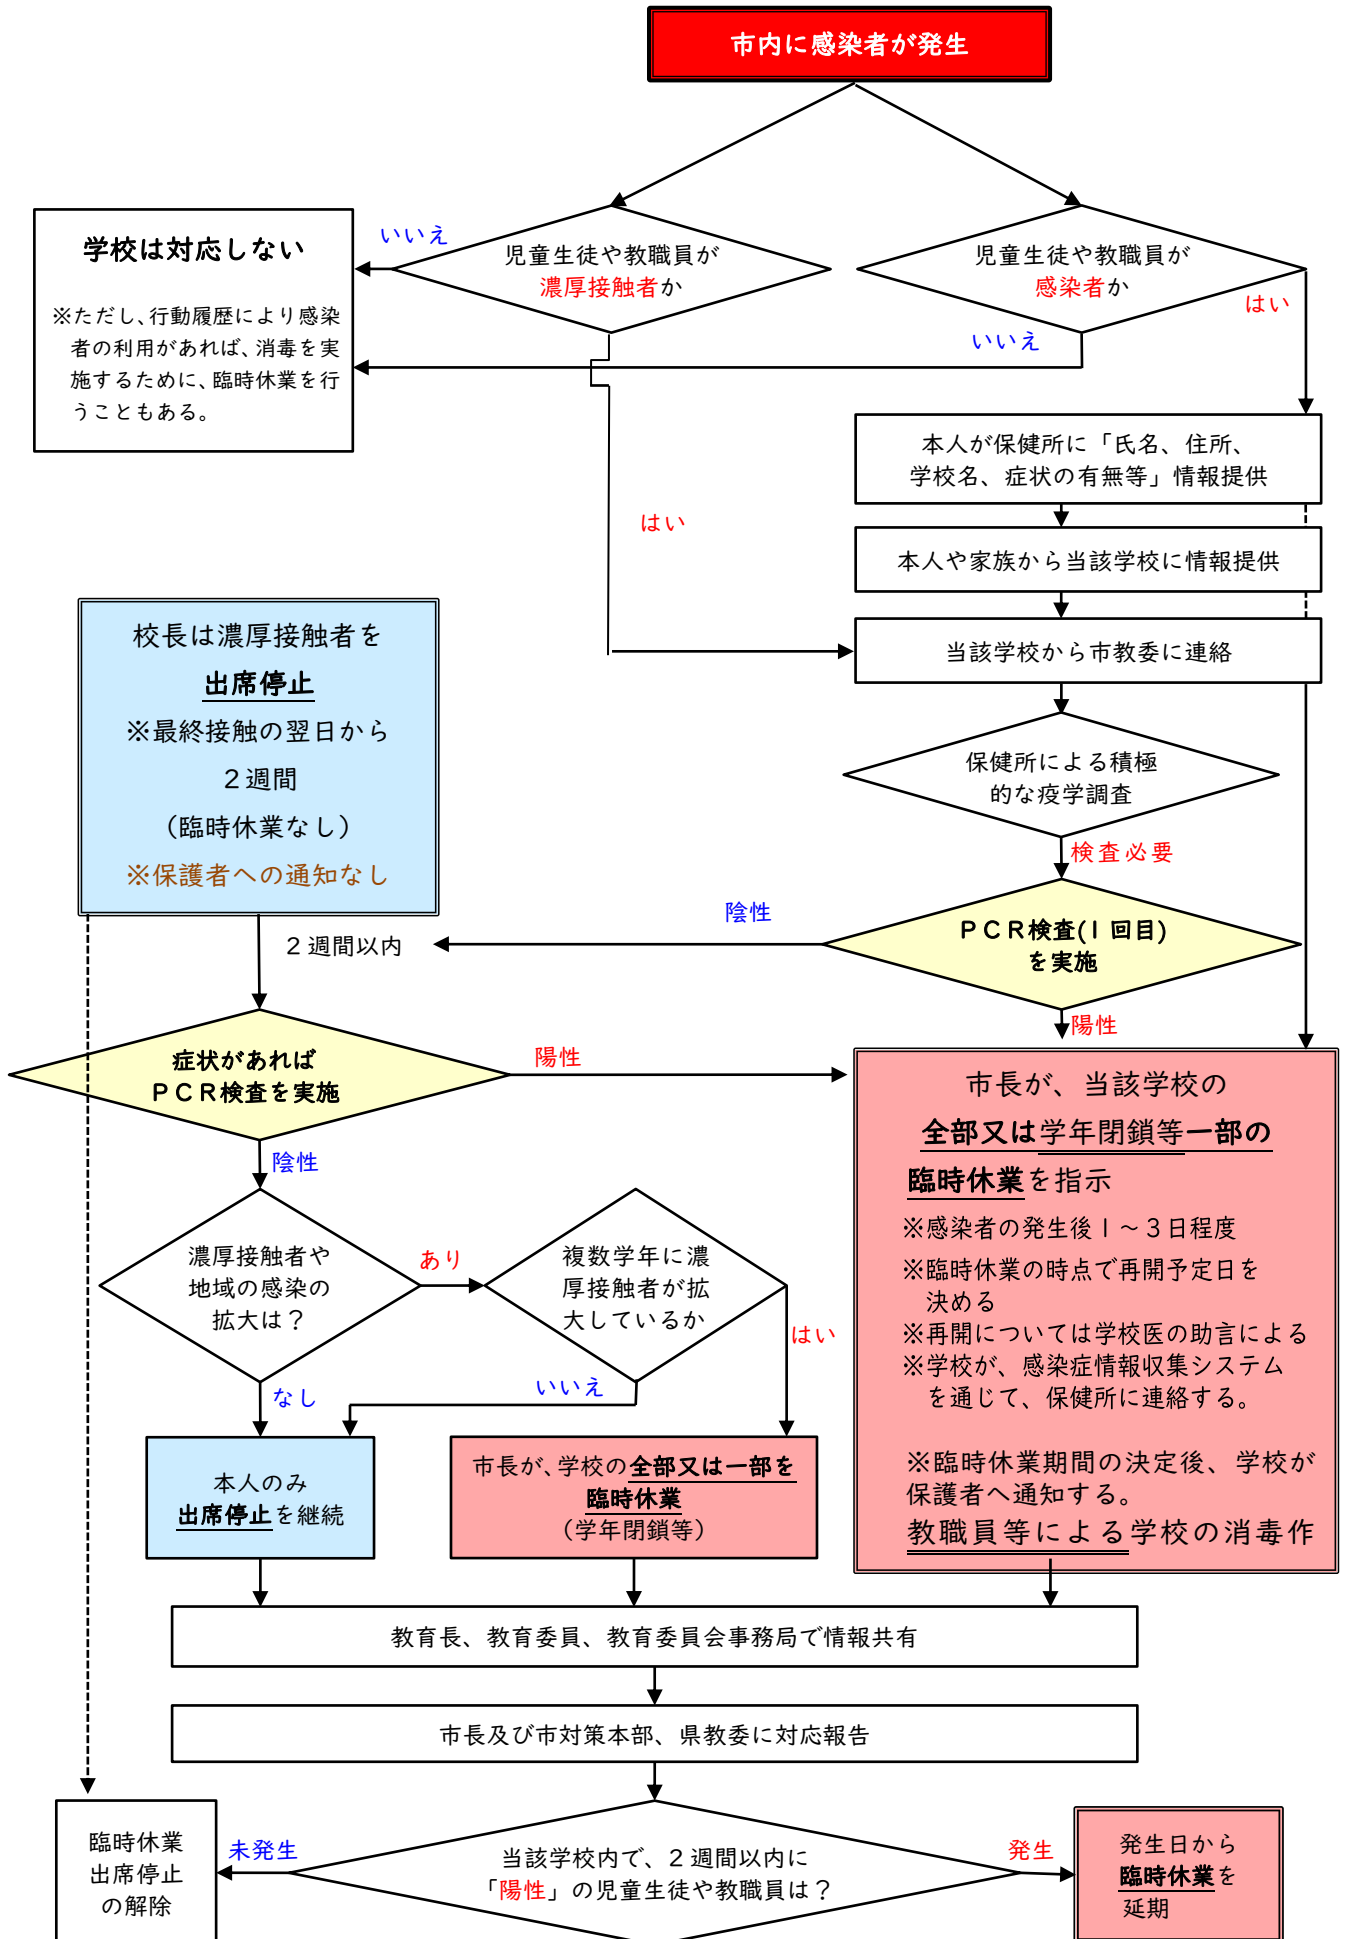 市内に感染者が発生
児童生徒や教職員が
濃厚接触者か
児童生徒や教職員が
感染者か
いいえ
はい
いいえ
学校は対応しない
※ただし、行動履歴により感染
者の利用があれば、消毒を実
施するために、臨時休業を行
うこともある。
本人が保健所に「氏名、住所、
学校名、症状の有無等」情報提供
はい
本人や家族から当該学校に情報提供
当該学校から市教委に連絡
校長は濃厚接触者を
出席停止
※最終接触の翌日から
２週間
（臨時休業なし）
※保護者への通知なし
保健所による積極
的な疫学調査
検査必要
陰性
ＰＣＲ検査(１回目)
を実施
２週間以内
陽性
症状があれば
ＰＣＲ検査を実施
陽性
陰性
市長が、当該学校の
全部又は学年閉鎖等一部の
臨時休業を指示
※感染者の発生後１～３日程度
※臨時休業の時点で再開予定日を
決める
※再開については学校医の助言による
※学校が、感染症情報収集システム
を通じて、保健所に連絡する。
※臨時休業期間の決定後、学校が
保護者へ通知する。
教職員等による学校の消毒作
濃厚接触者や
地域の感染の
拡大は？
あり
複数学年に濃
厚接触者が拡
大しているか
はい
なし
いいえ
本人のみ
出席停止を継続
市長が、学校の全部又は一部を
臨時休業
（学年閉鎖等）
教育長、教育委員、教育委員会事務局で情報共有
市長及び市対策本部、県教委に対応報告
臨時休業
出席停止
の解除
未発生
当該学校内で、２週間以内に
「陽性」の児童生徒や教職員は？
発生
発生日から
臨時休業を
延期